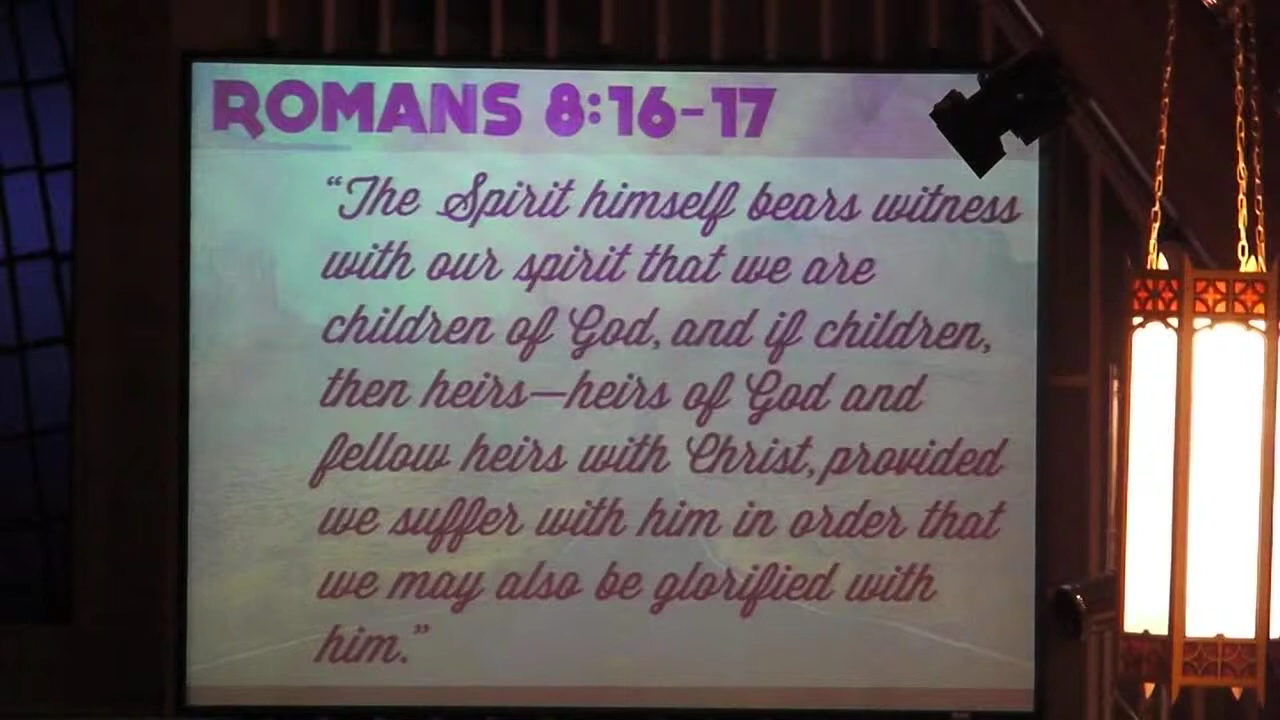 ROMANS 8:16-17
“The Spirit himself bears witness
with our spirit that we are
children of God, and if children,
then heirs—heirs of God and
fellow heirs with Christ, provided
we suffer with him in order that
we may also be glorified with
him.”